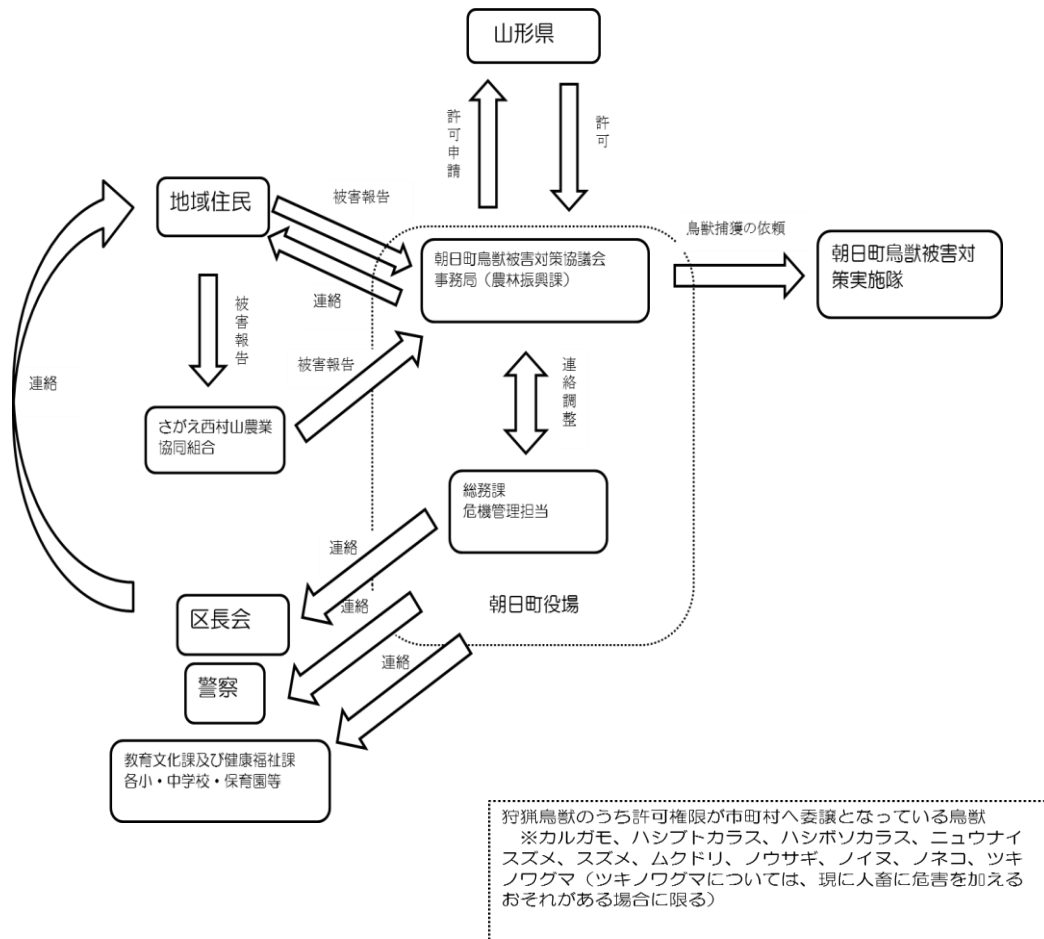 山形県
許可申請
許可
地域住民
被害報告
連絡
朝日町鳥獣被害対策協議会
事務局（農林振興課）
鳥獣捕獲の依頼
朝日町鳥獣被害対
策実施隊
被害報告
被害報告
連絡調整
連絡
さがえ西村山農業
協同組合
総務課
危機管理担当
連絡
連絡
連絡
朝日町役場
区長会
警察
教育文化課及び健康福祉課
各小・中学校・保育園等
狩猟鳥獣のうち許可権限が市町村へ委譲となっている鳥獣
※カルガモ、ハシブトカラス、ハシボソカラス、ニュウナイ
スズメ、スズメ、ムクドリ、ノウサギ、ノイヌ、ノネコ、ツキ
ノワグマ（ツキノワグマについては、現に人畜に危害を加える
おそれがある場合に限る）